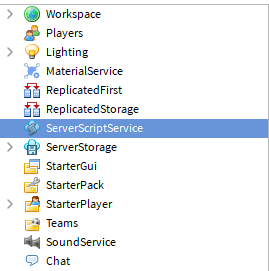 Workspace
Players
Lighting
MaterialService
ReplicatedFirst
ReplicatedStorage
ServerScriptService
ServerStorage
StarterGui
StarterPack
StarterPlayer
Teams
SoundService
Chat